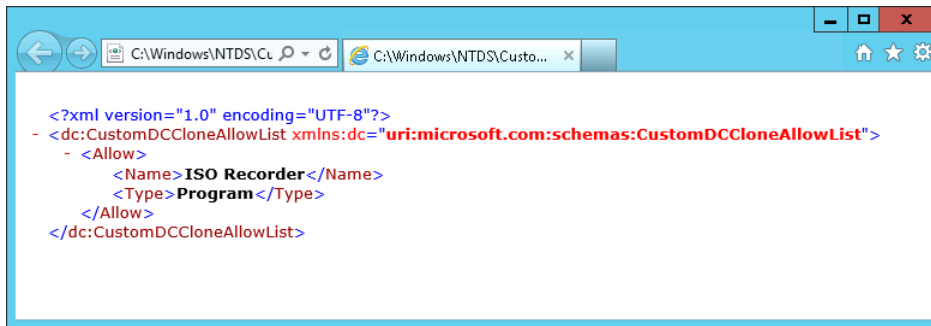 C:\Windows\NTDS\Cu
C:\Windows\NTDS\Custo...
<?xml version="1.0" encoding="UTF-8"?>
- <dc:CustomDCCloneAllowList xmlns:dc="uri:microsoft.com:schemas:CustomDCCloneAllowList">
- <Allow>
<Name>ISO Recorder</Name>
<Type>Program</Type>
</Allow>
</dc:CustomDCCloneAllowList>